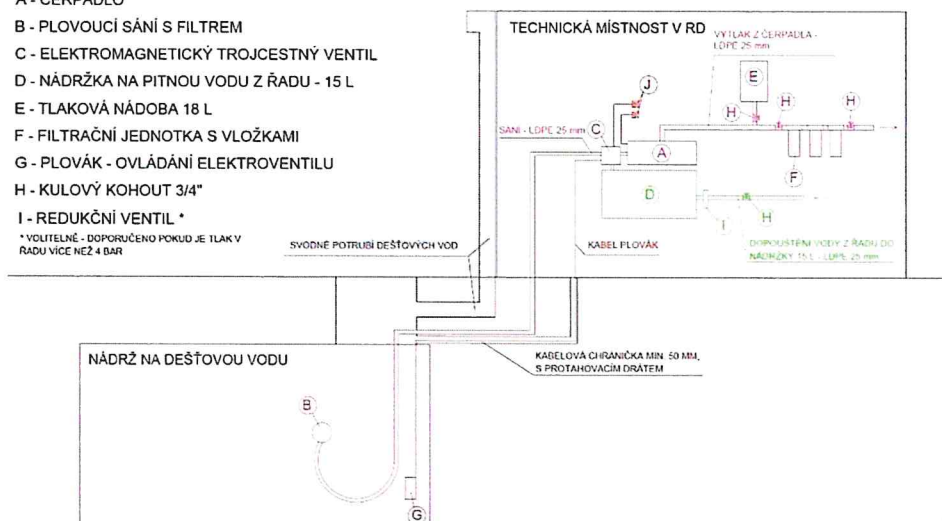 A - ČERPADLO
B - PLOVOUCÍ SÁNÍ S FILTREM
C - ELEKTROMAGNETICKÝ TROJCESTNÝ VENTIL
D - NÁDRŽKA NA PITNOU VODU Z ŘADU - 15 L
E - TLAKOVÁ NÁDOBA 18 L
F - FILTRAČNÍ JEDNOTKA S VLOŽKAMI
G - PLOVÁK - OVLÁDÁNÍ ELEKTROVENTILU
H - KULOVÝ KOHOUT 3/4"
I - REDUKČNÍ VENTIL *
* VOLITELNĚ - DOPORUČENO POKUD JE TLAK V
ŘADU VÍCE NEŽ 4 BAR
TECHNICKÁ MÍSTNOST V RD
VÝTLAK Z ČERPADLA -
LDPE 25 mm
E
J
H
H
H
SÁNÍ - LDPE 25 mm
C
A
F
D
I
H
SVODNÉ POTRUBÍ DEŠŤOVÝCH VOD
KABEL PLOVÁK
DOPOUŠTĚNÍ VODY Z ŘADU DO
NÁDRŽKY 15 L - LDPE 25 mm
NÁDRŽ NA DEŠŤOVOU VODU
KABELOVÁ CHRÁNIČKA MIN. 50 MM,
S PROTAHOVACÍM DRÁTEM
B
G